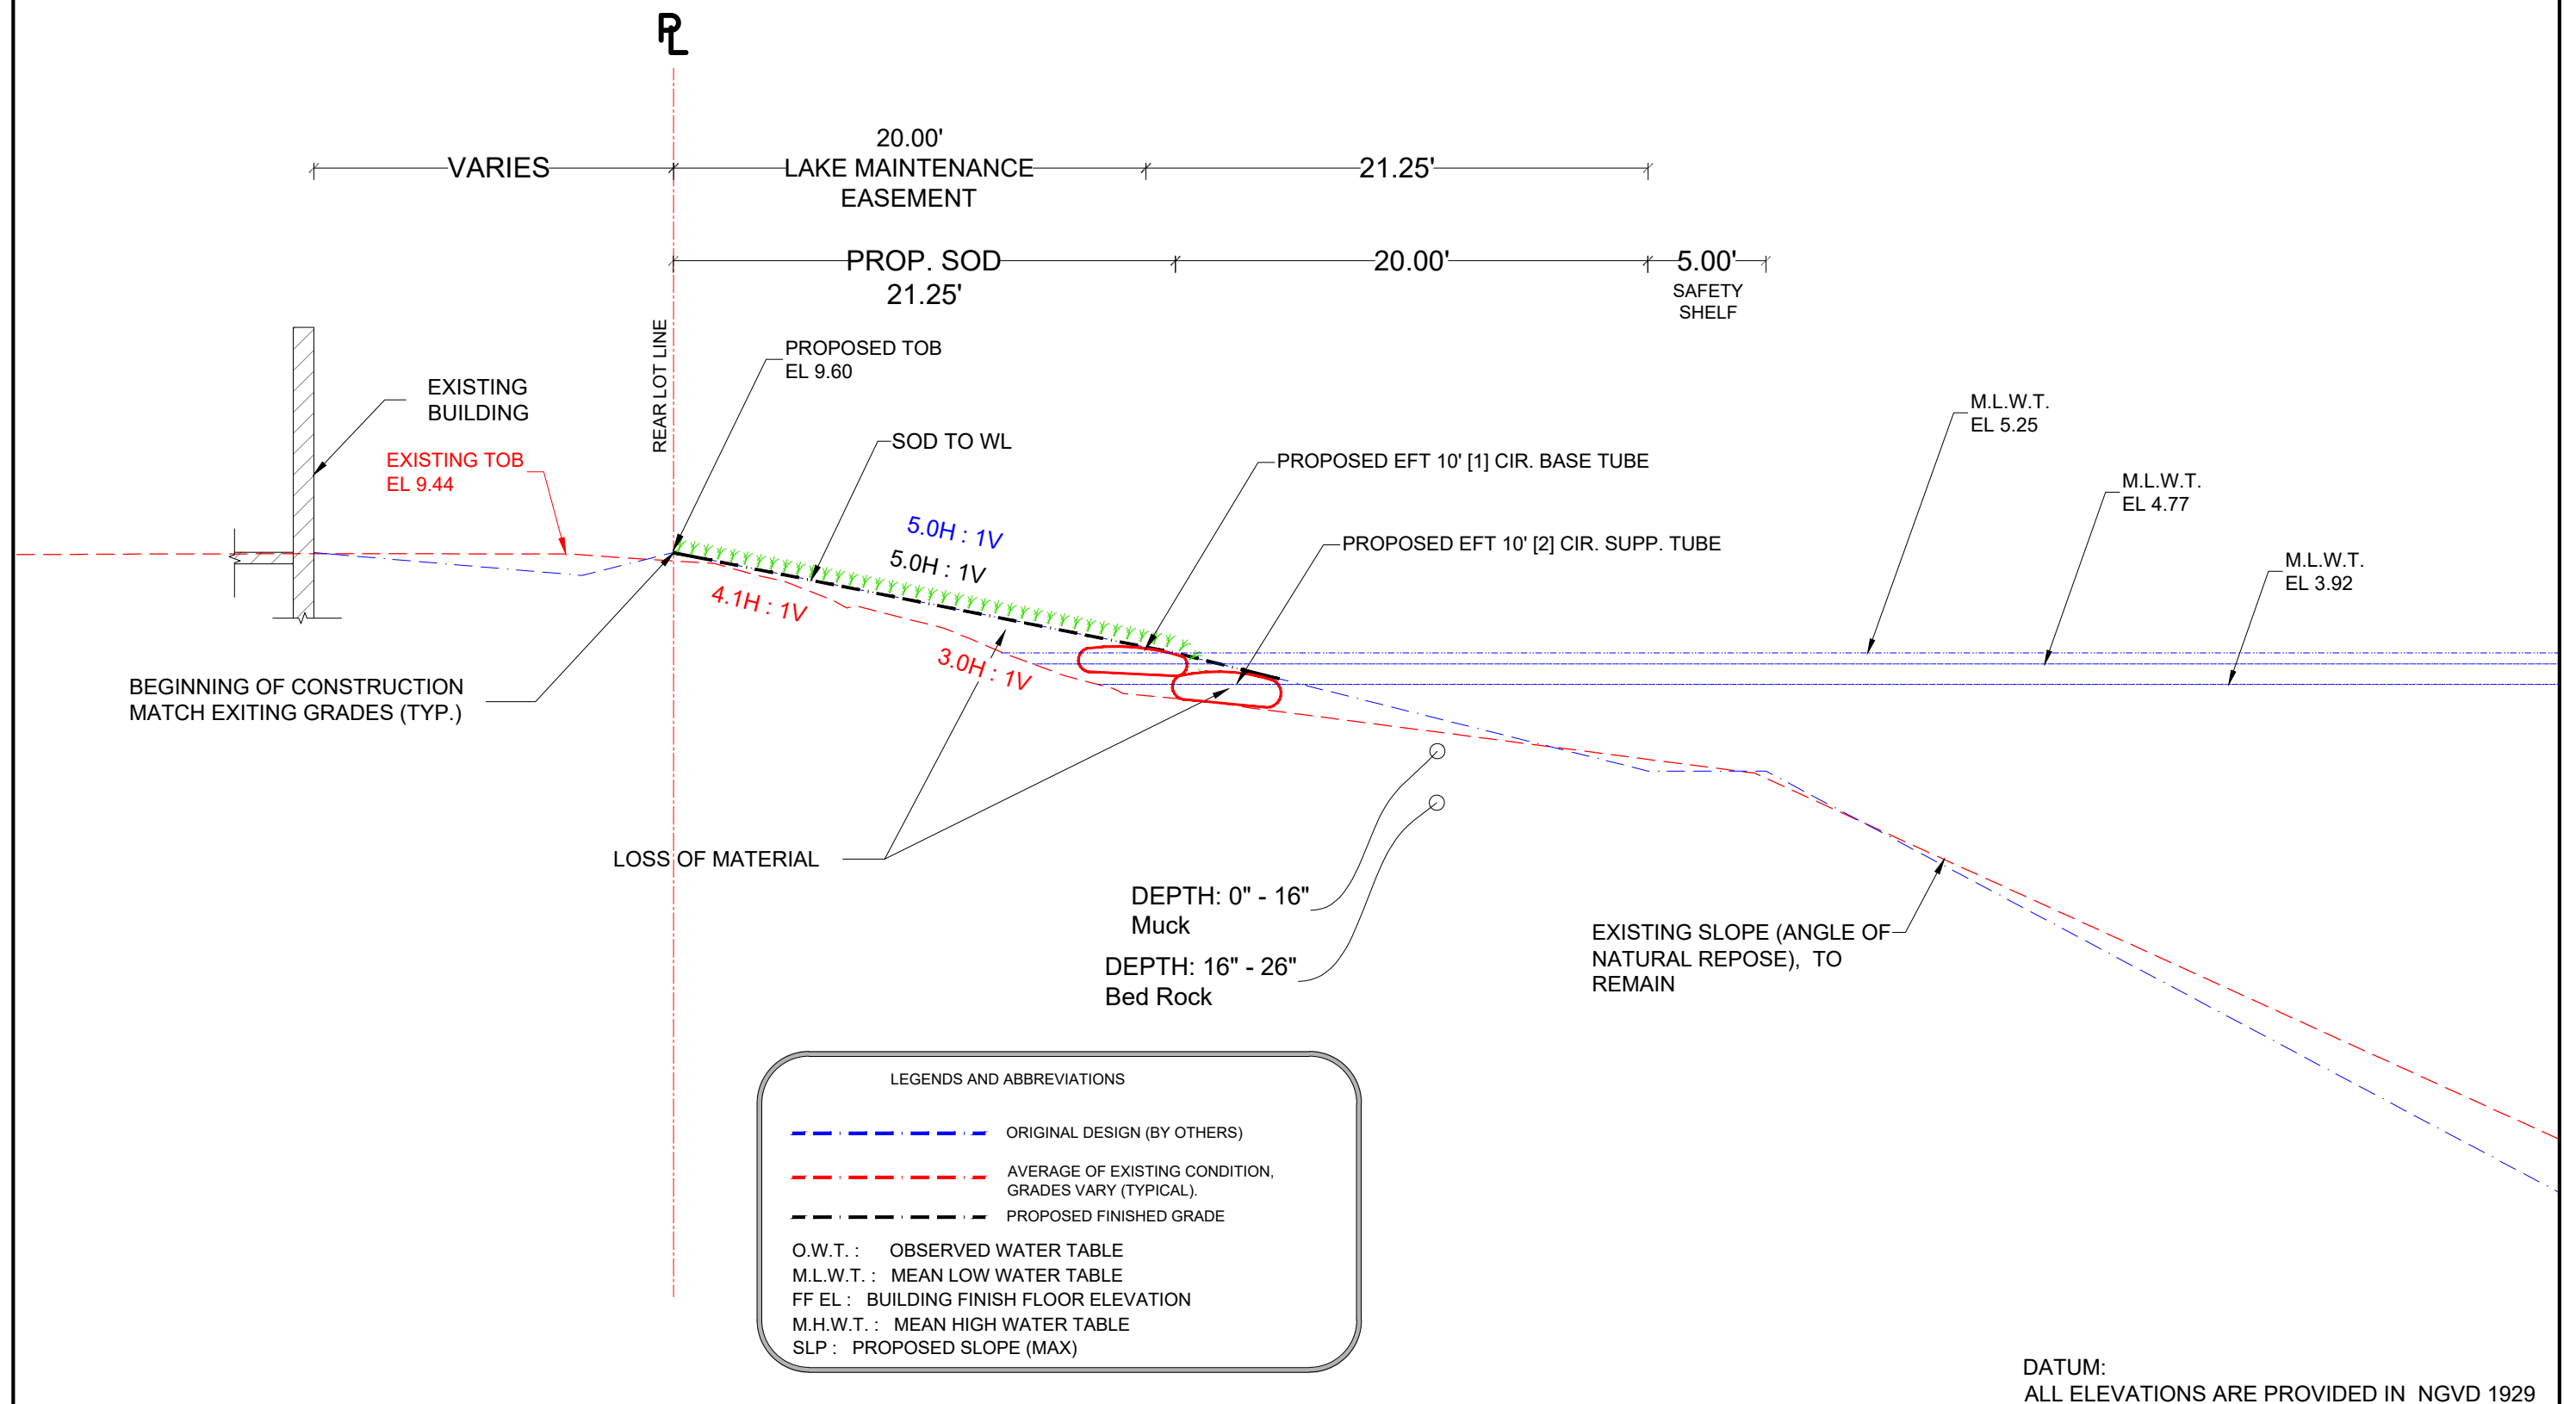 PL
20.00'
VARIES
LAKE MAINTENANCE
21.25'
EASEMENT
PROP. SOD
20.00'
5.00'
21.25'
SAFETY
SHELF
REAR LOT LINE
PROPOSED TOB
EL 9.60
EXISTING
BUILDING
M.L.W.T.
EL 5.25
SOD TO WL
EXISTING TOB
EL 9.44
PROPOSED EFT 10' [1] CIR. BASE TUBE
M.L.W.T.
EL 4.77
5.0H : 1V
5.0H : 1V
PROPOSED EFT 10' [2] CIR. SUPP. TUBE
M.L.W.T.
EL 3.92
4.1H : 1V
3.0H : 1V
BEGINNING OF CONSTRUCTION
MATCH EXITING GRADES (TYP.)
LOSS OF MATERIAL
DEPTH: 0" - 16"
Muck
DEPTH: 16" - 26"
Bed Rock
EXISTING SLOPE (ANGLE OF
NATURAL REPOSE), TO
REMAIN
LEGENDS AND ABBREVIATIONS
ORIGINAL DESIGN (BY OTHERS)
AVERAGE OF EXISTING CONDITION,
GRADES VARY (TYPICAL).
PROPOSED FINISHED GRADE
O.W.T. : OBSERVED WATER TABLE
M.L.W.T. : MEAN LOW WATER TABLE
FF EL : BUILDING FINISH FLOOR ELEVATION
M.H.W.T. : MEAN HIGH WATER TABLE
SLP : PROPOSED SLOPE (MAX)
DATUM:
ALL ELEVATIONS ARE PROVIDED IN NGVD 1929